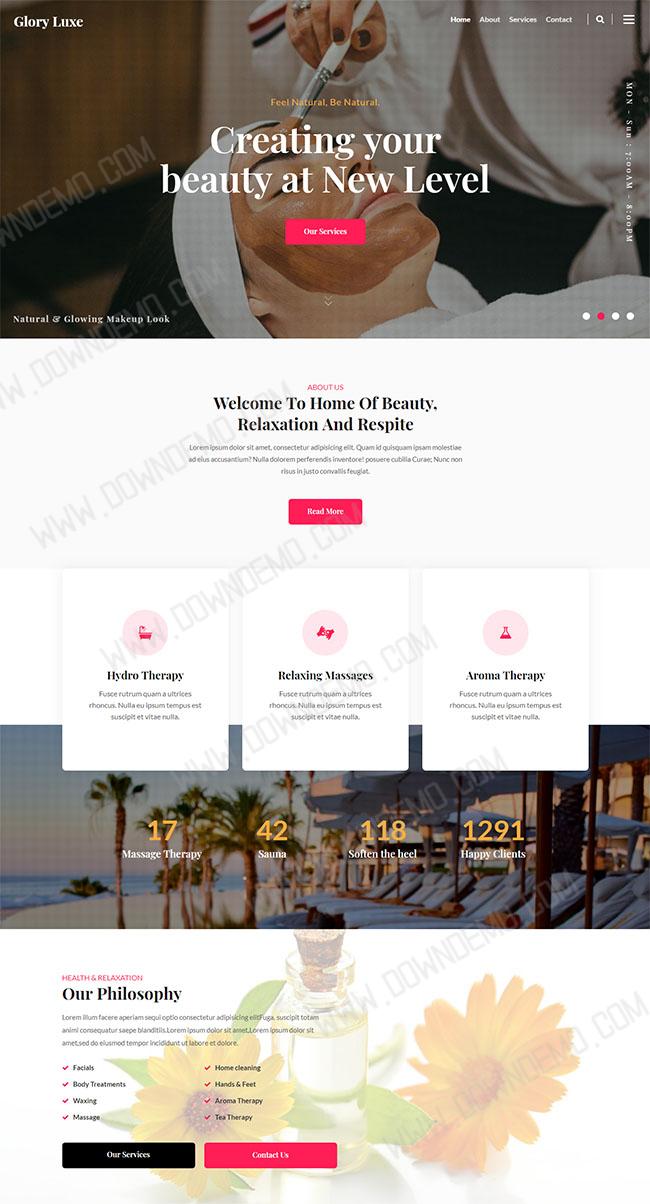 Glory Luxe
Home About Services Contact
MON - Sun : 7:00AM - 8:00PM
Feel Natural, Be Natural.
Creating your
beauty at New Level
Our Services
Natural & Glowing Makeup Look
WWW.DOWNDEMO.COM
ABOUT US
Welcome To Home Of Beauty,
Relaxation And Respite
Lorem ipsum dolor sit amet, consectetur adipisicing elit. Quam id quisquam ipsam molestiae
ad eius accusantium? Nulla dolorem perferendis inventore! posuere cubilia Curae; Nunc non
risus in justo convallis feugiat.
Read More
Hydro Therapy
Fusce rutrum quam a ultrices
rhoncus. Nulla eu ipsum tempus est
suscipit et vitae nulla.
Relaxing Massages
Fusce rutrum quam a ultrices
rhoncus. Nulla eu ipsum tempus est
suscipit et vitae nulla.
Aroma Therapy
Fusce rutrum quam a ultrices
rhoncus. Nulla eu ipsum tempus est
suscipit et vitae nulla.
17
Massage Therapy
42
Sauna
118
Soften the heel
1291
Happy Clients
HEALTH & RELAXATION
Our Philosophy
Lorem illum facere aperiam sequi optio consectetur adipisicing elitFuga, suscipit totam
animi consequatur saepe blanditiis.Lorem ipsum dolor sit amet,Lorem ipsum dolor sit
amet,sed do eiusmod tempor incididunt ut labore et dolore.
Facials
Body Treatments
Waxing
Massage
Home cleaning
Hands & Feet
Aroma Therapy
Tea Therapy
Our Services
Contact Us